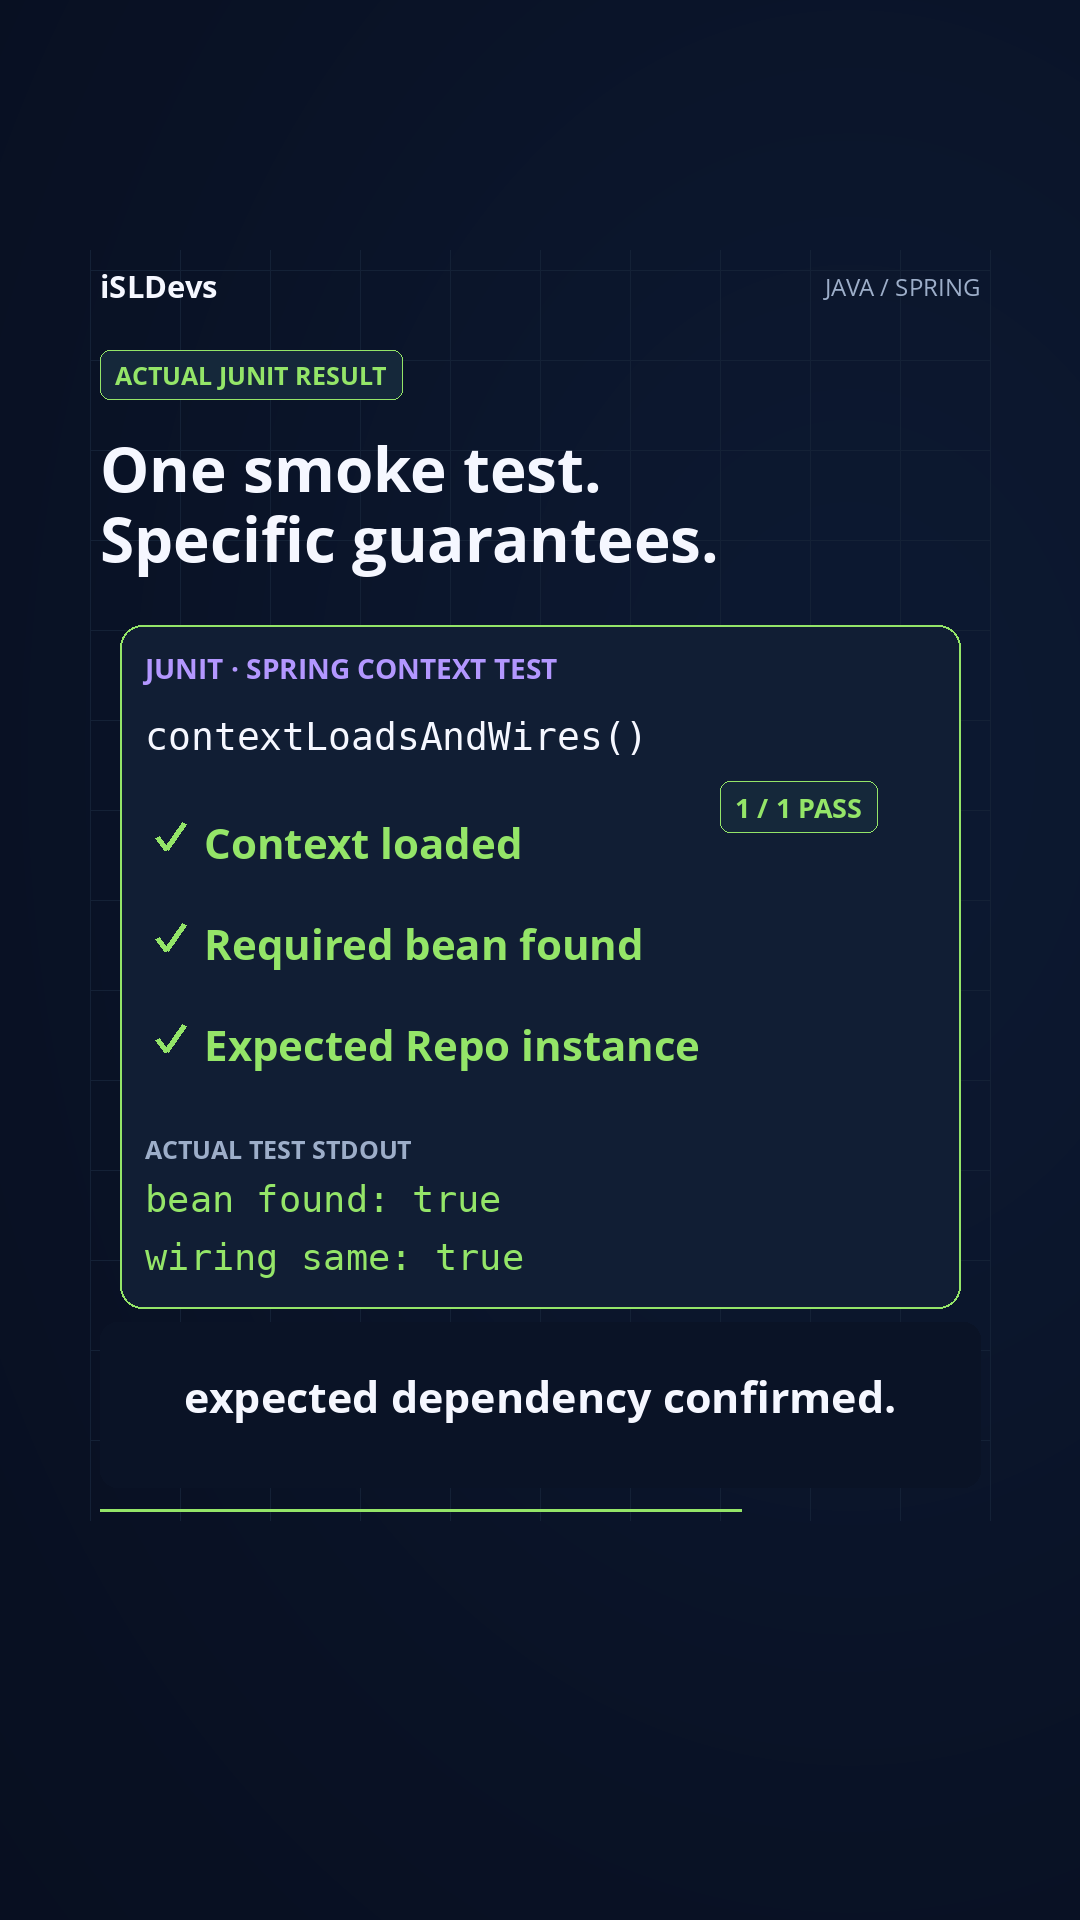 iSLDevs
JAVA / SPRING
ACTUAL JUNIT RESULT
One smoke test.
Specific guarantees.
JUNIT · SPRING CONTEXT TEST
contextLoadsAndWires()
1 / 1 PASS
Context loaded
Required bean found
Expected Repo instance
ACTUAL TEST STDOUT
bean found: true
wiring same: true
expected dependency confirmed.